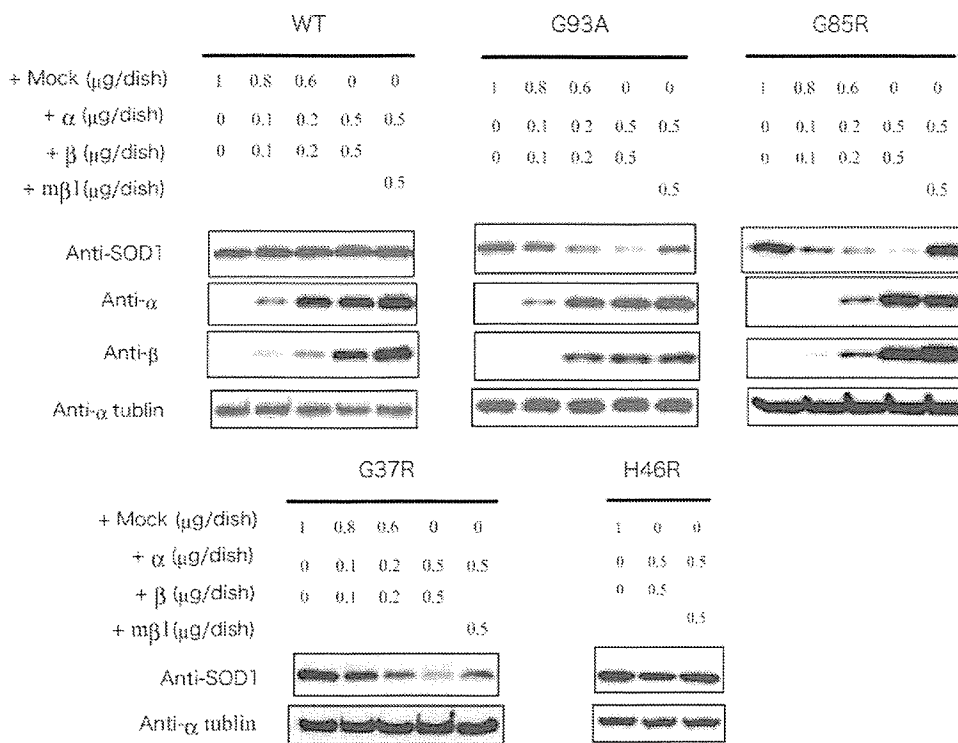 WT G93A G85R
+ Mock (μg/dish) 1 0.8 0.6 0 0 1 0.8 0.6 0 0 1 0.8 0.6 0 0
+ α (μg/dish) 0 0.1 0.2 0.5 0.5 0 0.1 0.2 0.5 0.5 0 0.1 0.2 0.5 0.5
+ β (μg/dish) 0 0.1 0.2 0.5 0 0.1 0.2 0.5 0 0.1 0.2 0.5
+ mβ1(μg/dish) 0.5 0.5 0.5
Anti-SOD1
Anti-α
Anti-β
Anti-α tublin
G37R H46R
+ Mock (μg/dish) 1 0.8 0.6 0 0 1 0 0
+ α (μg/dish) 0 0.1 0.2 0.5 0.5 0 0.5 0.5
+ β (μg/dish) 0 0.1 0.2 0.5 0 0.5
+ mβ1(μg/dish) 0.5 0.5
Anti-SOD1
Anti-α tublin